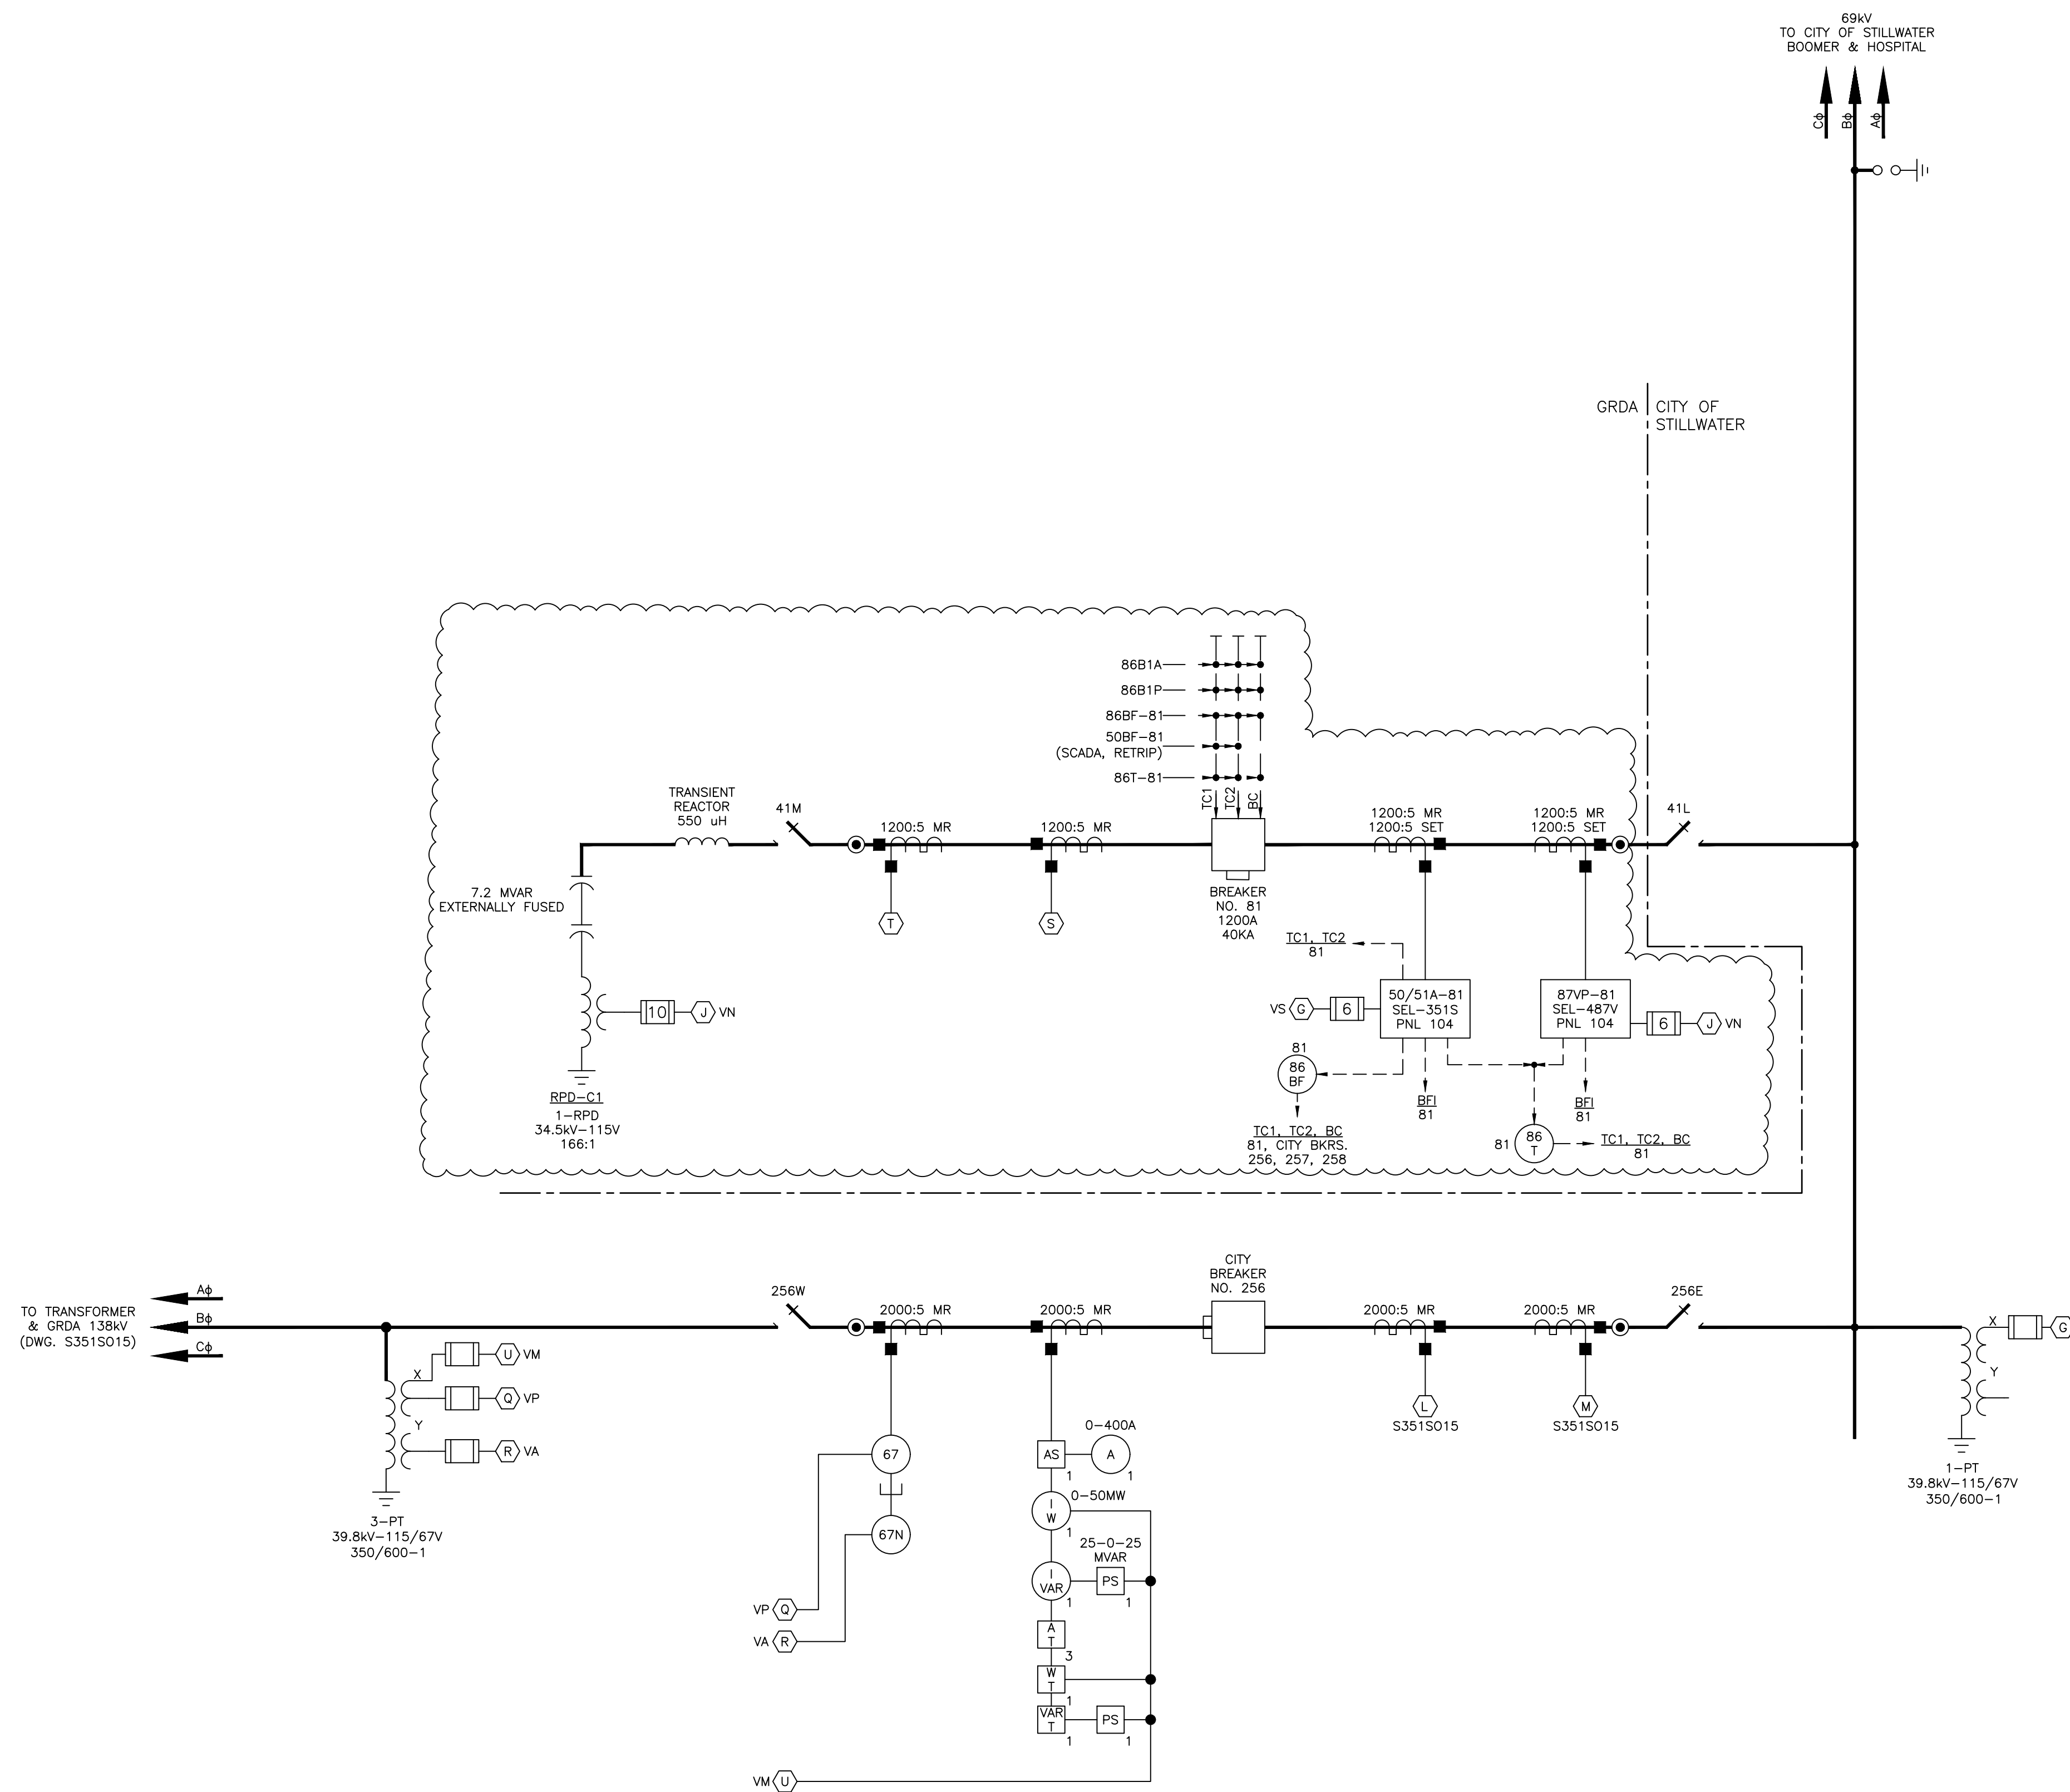 69kV
TO CITY OF STILLWATER
BOOMER & HOSPITAL
Cϕ
Bϕ
Aϕ
GRDA
CITY OF
STILLWATER
86B1A
86B1P
86BF-81
50BF-81
(SCADA, RETRIP)
86T-81
TC1
TC2
BC
TRANSIENT
REACTOR
550 uH
41M
1200:5 MR
1200:5 MR
1200:5 MR
1200:5 SET
1200:5 MR
1200:5 SET
41L
7.2 MVAR
EXTERNALLY FUSED
T
S
BREAKER
NO. 81
1200A
40KA
TC1, TC2
81
10
J
VN
VS
G
6
50/51A-81
SEL-351S
PNL 104
87VP-81
SEL-487V
PNL 104
6
J
VN
81
86
BF
BFI
81
BFI
81
RPD-C1
1-RPD
34.5kV-115V
166:1
TC1, TC2, BC
81, CITY BKRS.
256, 257, 258
81
86
T
TC1, TC2, BC
81
TO TRANSFORMER
& GRDA 138kV
(DWG. S351SO15)
Aϕ
Bϕ
Cϕ
256W
2000:5 MR
2000:5 MR
CITY
BREAKER
NO. 256
2000:5 MR
2000:5 MR
256E
X
G
Y
1-PT
39.8kV-115/67V
350/600-1
X
U
VM
Q
VP
Y
R
VA
3-PT
39.8kV-115/67V
350/600-1
L
S351SO15
M
S351SO15
67
67N
0-400A
AS
1
A
1
0-50MW
I
W
1
25-0-25
MVAR
I
VAR
1
PS
1
A
T
3
W
T
1
VAR
T
1
PS
1
VP
Q
VA
R
VM
U